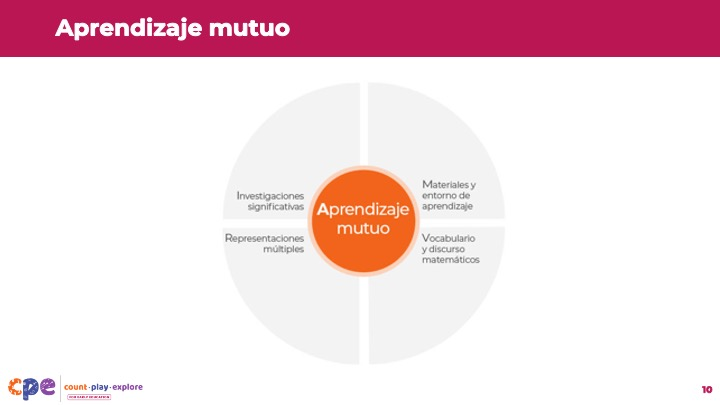 Aprendizaje mutuo
Investigaciones
significativas
Materiales y
entorno de
aprendizaje
Aprendizaje
mutuo
Representaciones
múltiples
Vocabulario
y discurso
matemáticos
cpe
count·play·explore
10